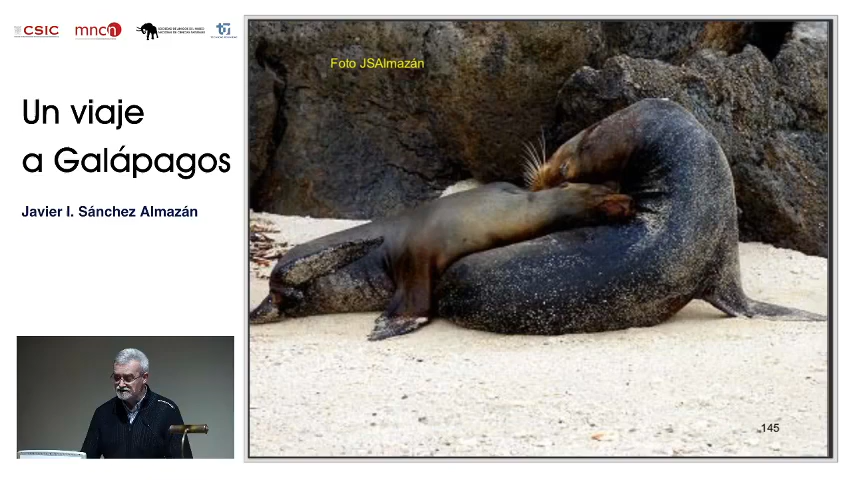 CSIC
mncn
Un viaje
a Galápagos
Javier I. Sánchez Almazán
Foto JSAlmazán
145